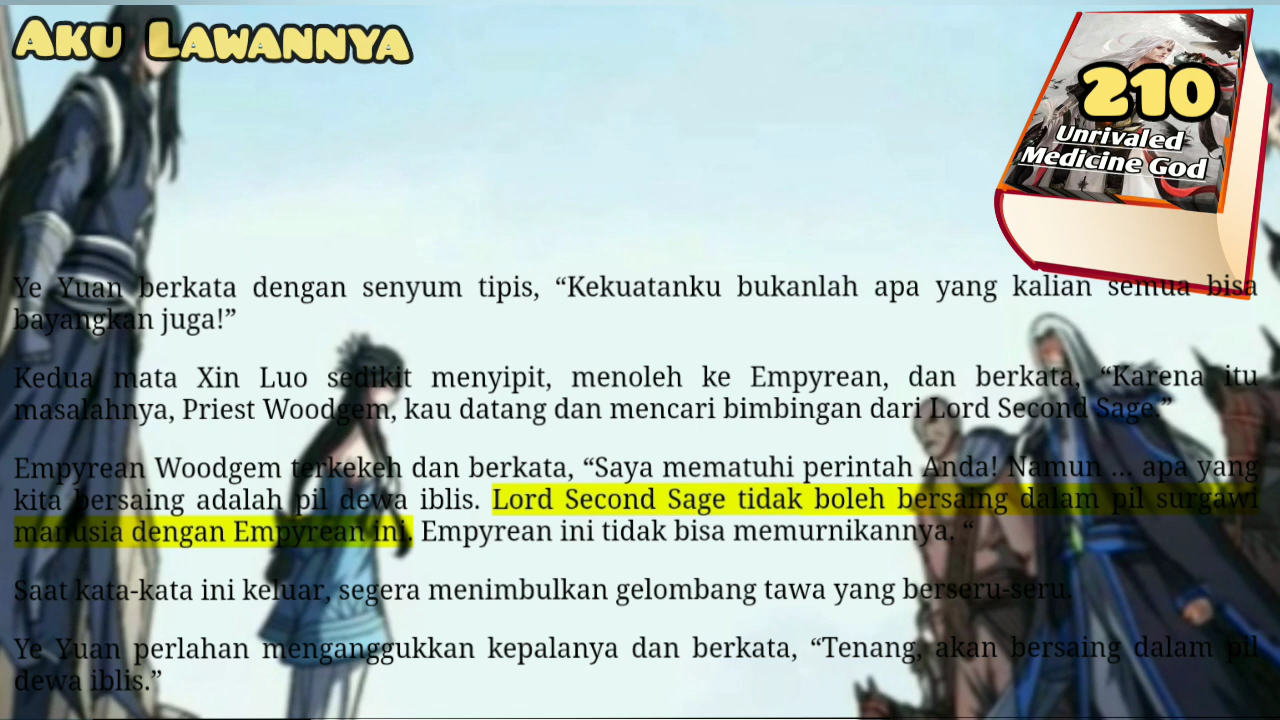 Aku Lawannya
210
Unrivaled
Medicine God
Ye Yuan berkata dengan senyum tipis, “Kekuatanku bukanlah apa yang kalian semua bisa
bayangkan juga!”
Kedua mata Xin Luo sedikit menyipit, menoleh ke Empyrean, dan berkata, “Karena itu
masalahnya, Priest Woodgem, kau datang dan mencari bimbingan dari Lord Second Sage.”
Empyrean Woodgem terkekeh dan berkata, “Saya mematuhi perintah Anda! Namun ... apa yang
kita bersaing adalah pil dewa iblis. Lord Second Sage tidak boleh bersaing dalam pil surgawi
manusia dengan Empyrean ini. Empyrean ini tidak bisa memurnikannya. “
Saat kata-kata ini keluar, segera menimbulkan gelombang tawa yang berseru-seru.
Ye Yuan perlahan menganggukkan kepalanya dan berkata, “Tenang, akan bersaing dalam pil
dewa iblis.”